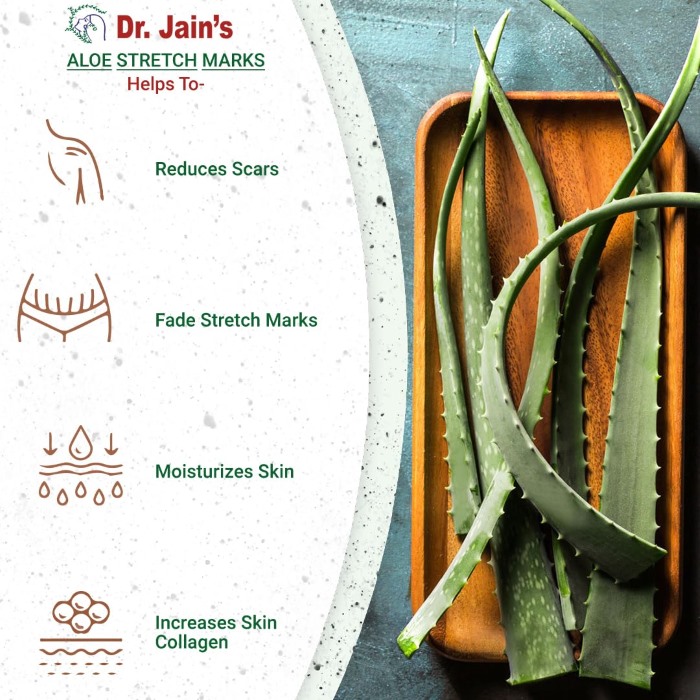 Dr. Jain's
ALOE STRETCH MARKS
Helps To-
Reduces Scars
Fade Stretch Marks
Moisturizes Skin
Increases Skin
Collagen